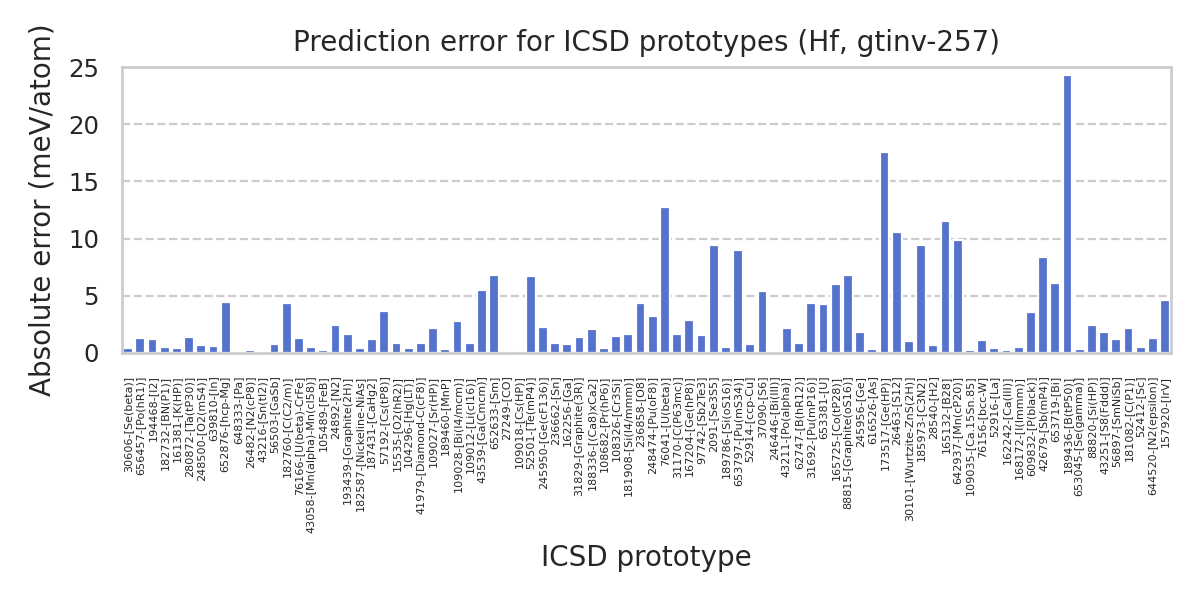 Prediction error for ICSD prototypes (Hf, gtinv-257)
Absolute error (meV/atom)
25
20
15
10
5
0
30606-[Se(beta)]
656457-[Po(hR1)]
194468-[I2]
182732-[BN(P1)]
16381-[K(HP)]
280872-[Ta(tP30)]
248500-[O2(mS4)]
639810-[In]
652876-[hcp-Mg]
64833-[Pa]
26482-[N2(cP8)]
43216-[Sn(tI2)]
56503-[GaSb]
182760-[C(C2/m)]
76166-[U(beta)-CrFe]
43058-[Mn(alpha)-Mn(cI58)]
105489-[FeB]
24892-[N2]
193439-[Graphite(2H)]
182587-[Nickeline-NiAs]
187431-[CaHg2]
57192-[Cs(tP8)]
15535-[O2(hR2)]
104296-[Hg(LT)]
41979-[Diamond-C(cF8)]
109027-[Sr(HP)]
189460-[MnP]
109028-[Bi(I4/mcm)]
109012-[Li(cI16)]
43539-[Ga(Cmcm)]
652633-[Sm]
27249-[CO]
109018-[Cs(HP)]
52501-[Te(mP4)]
245950-[Ge(cF136)]
236662-[Sn]
162256-[Ga]
31829-[Graphite(3R)]
188336-[(Ca8)xCa2]
108682-[Pr(hP6)]
108326-[Cr3Si]
181908-[Si(I4/mmm)]
236858-[O8]
248474-[Pu(oF8)]
76041-[U(beta)]
31170-[C(P63mc)]
167204-[Ge(hP8)]
97742-[Sb2Te3]
2091-[Se3S5]
189786-[Si(oS16)]
653797-[Pu(mS34)]
52914-[ccp-Cu]
37090-[S6]
246446-[Bi(III)]
43211-[Po(alpha)]
62747-[B(hR12)]
31692-[Pu(mP16)]
653381-[U]
165725-[Co(tP28)]
88815-[Graphite(oS16)]
245956-[Ge]
616526-[As]
173517-[Ge(HP)]
2646 3-[S12]
30101-[Wurtzite-ZnS(2H)]
185973-[C3N2]
28540-[H2]
165132-[B28]
642937-[Mn(cP20)]
109035-[Ca.15Sn.85]
76156-[bcc-W]
52916-[La]
162242-[Ca(III)]
168172-[I(Immm)]
609832-[P(black)]
42679-[Sb(mP4)]
653719-[Bi]
189436-[B(tP50)]
653045-[Se(gamma)]
88820-[Si(HP)]
43251-[S8(Fddd)]
56897-[SmNiSb]
181082-[C(P1)]
52412-[Sc]
644520-[N2(epsilon)]
157920-[IrV]
ICSD prototype